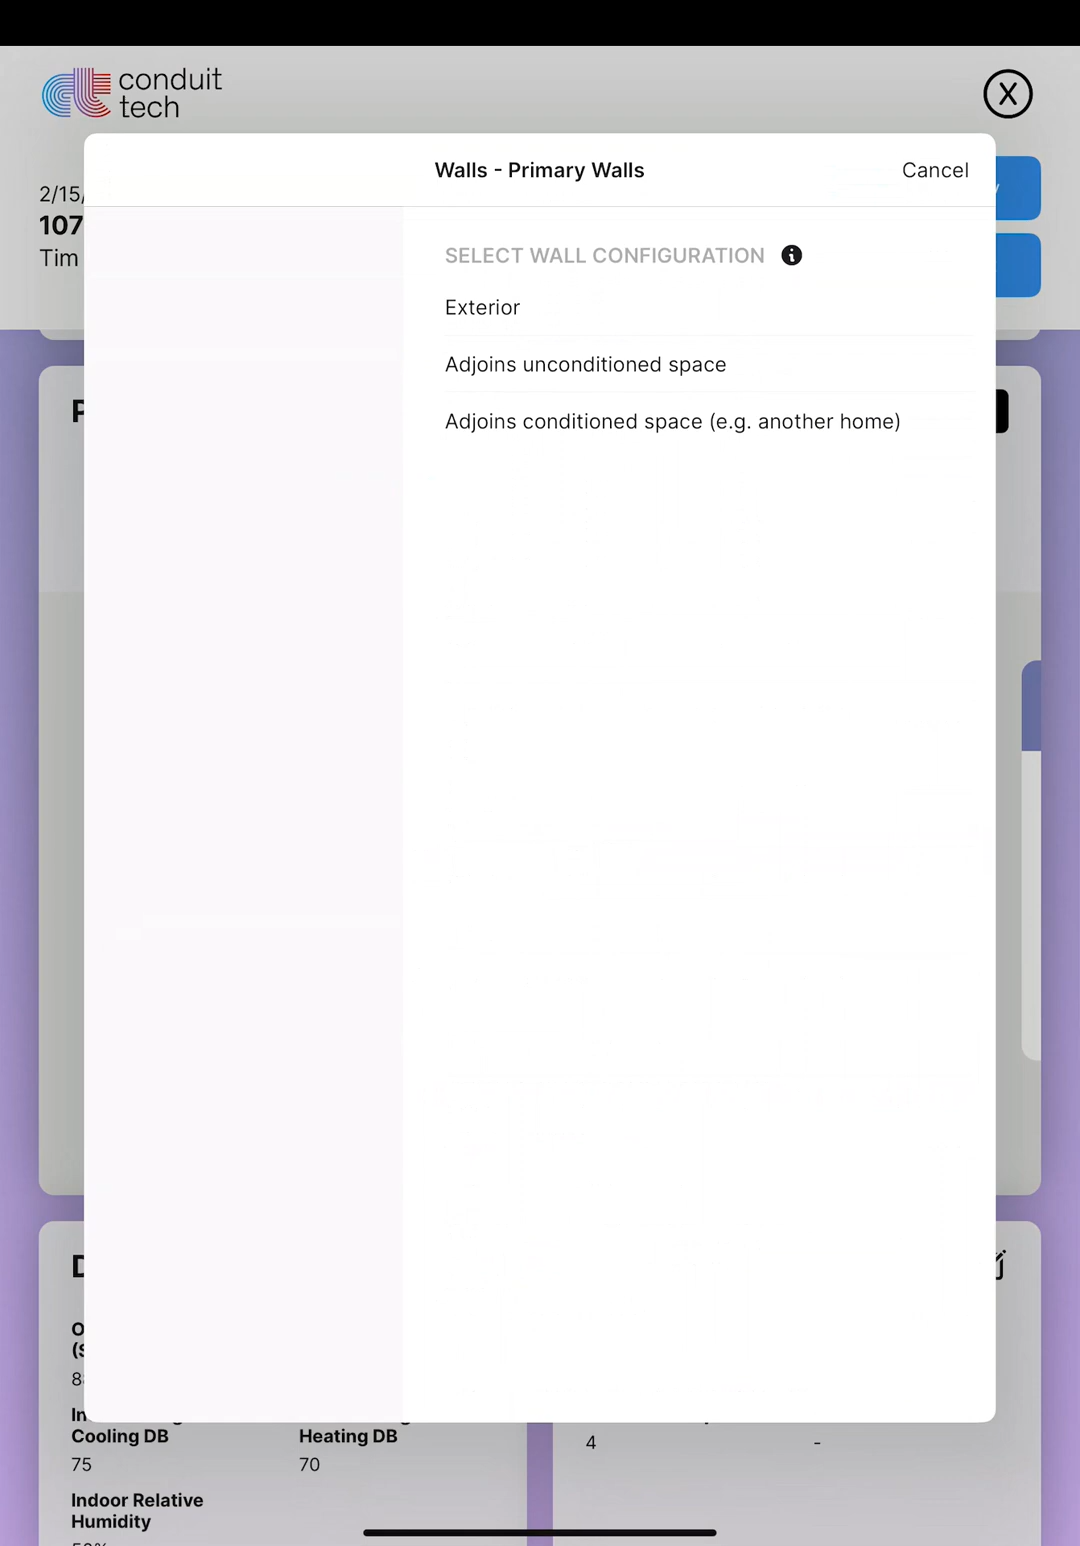 conduit
tech
X
2/15/
107
Tim
Walls - Primary Walls
Cancel
SELECT WALL CONFIGURATION
Exterior
Adjoins unconditioned space
Adjoins conditioned space (e.g. another home)
Cooling DB
Heating DB
75
70
4
-
Indoor Relative
Humidity